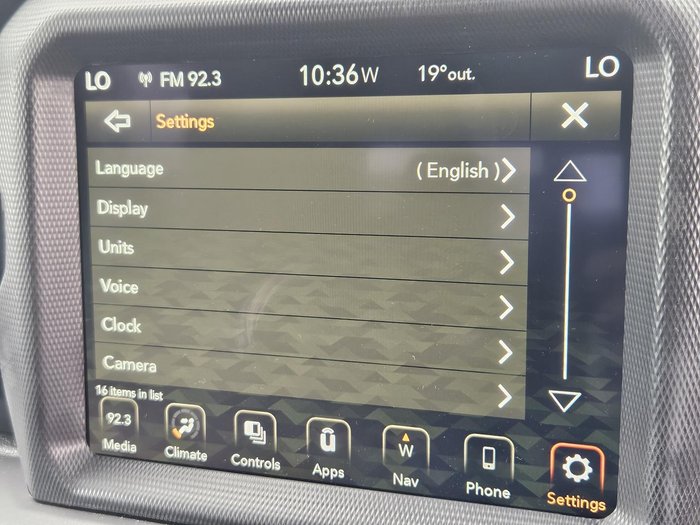 LO FM 92.3 10:36W 19°out. LO
Settings
Language (English)
Display
Units
Voice
Clock
Camera
16 items in list
92.3
W
Media Climate Controls Apps Nav Phone Settings